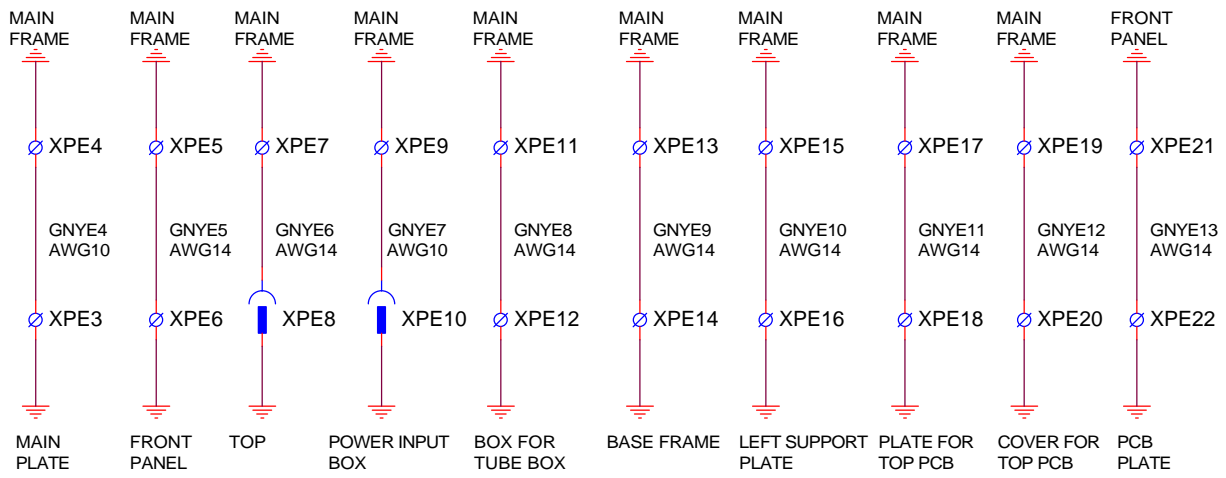 MAIN
FRAME
MAIN
FRAME
MAIN
FRAME
MAIN
FRAME
MAIN
FRAME
MAIN
FRAME
MAIN
FRAME
MAIN
FRAME
MAIN
FRAME
FRONT
PANEL
XPE4
XPE5
XPE7
XPE9
XPE11
XPE13
XPE15
XPE17
XPE19
XPE21
GNYE4
AWG10
GNYE5
AWG14
GNYE6
AWG14
GNYE7
AWG10
GNYE8
AWG14
GNYE9
AWG14
GNYE10
AWG14
GNYE11
AWG14
GNYE12
AWG14
GNYE13
AWG14
XPE3
XPE6
XPE8
XPE10
XPE12
XPE14
XPE16
XPE18
XPE20
XPE22
MAIN
PLATE
FRONT
PANEL
TOP
POWER INPUT
BOX
BOX FOR
TUBE BOX
BASE FRAME
LEFT SUPPORT
PLATE
PLATE FOR
TOP PCB
COVER FOR
TOP PCB
PCB
PLATE